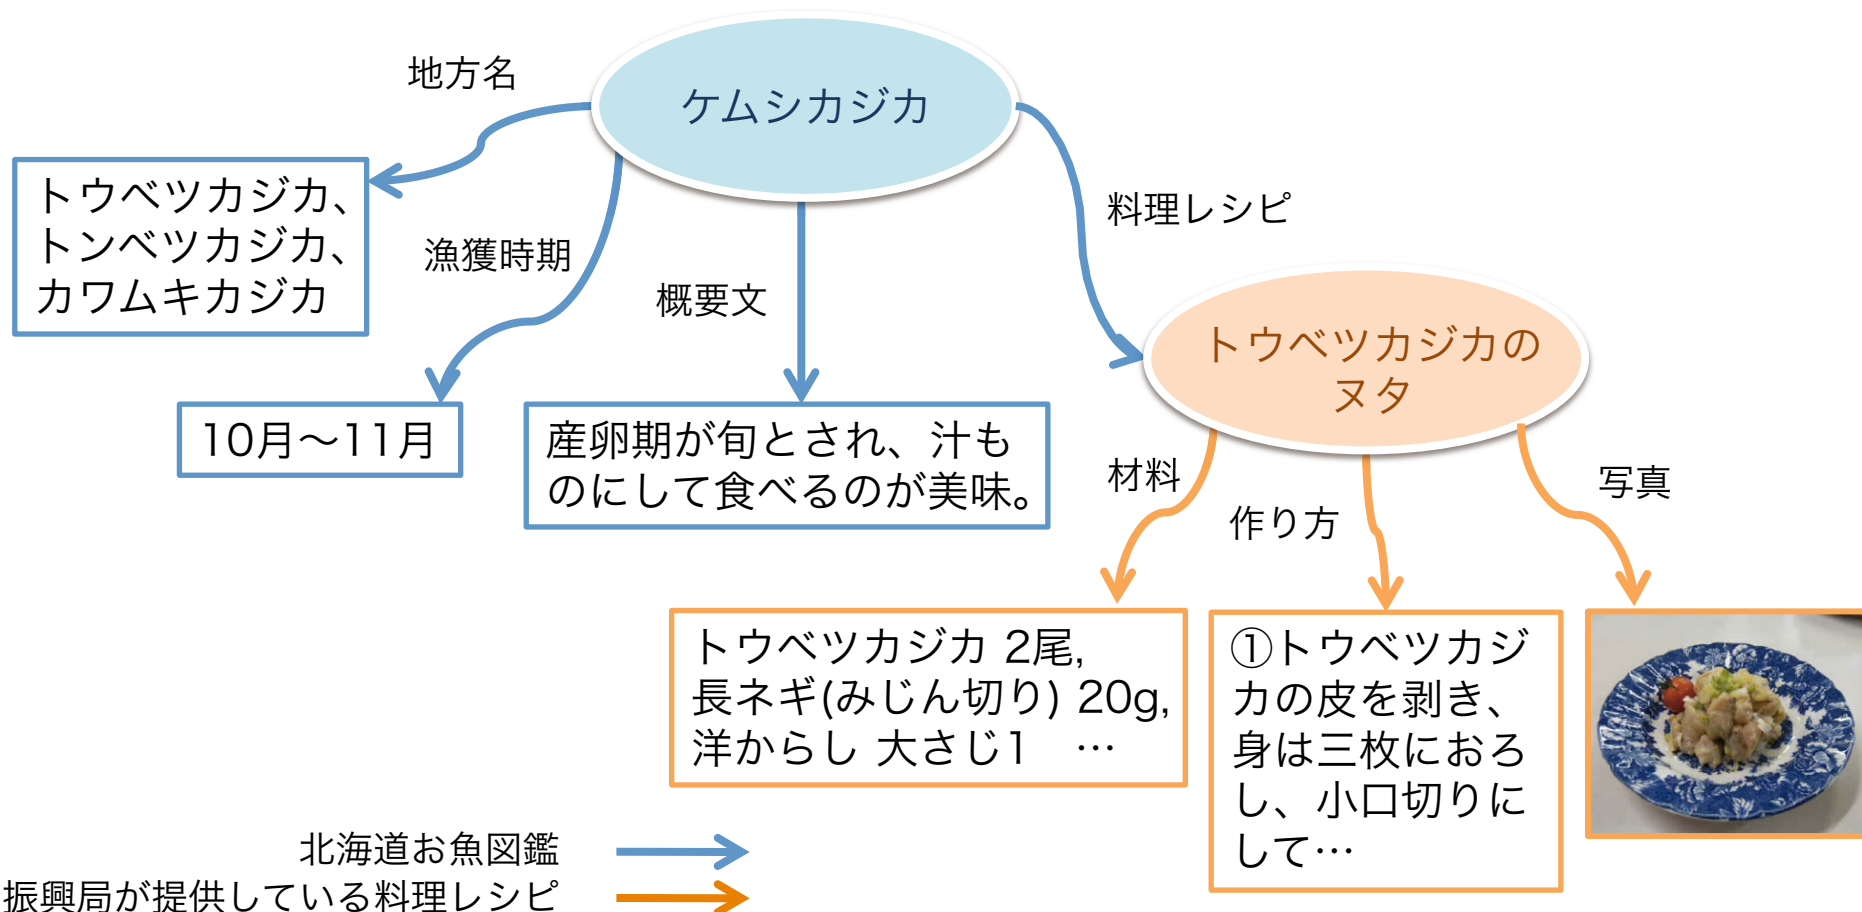 地方名
ケムシカジカ
トウベツカジカ、
トンベツカジカ、
カワムキカジカ
漁獲時期
概要文
料理レシピ
10月〜11月
産卵期が旬とされ、汁も
のにして食べるのが美味。
トウベツカジカの
ヌタ
材料
作り方
写真
トウベツカジカ 2尾,
長ネギ(みじん切り) 20g,
洋からし 大さじ1 …
①トウベツカジ
カの皮を剥き、
身は三枚におろ
し、小口切りに
して…
北海道お魚図鑑
振興局が提供している料理レシピ